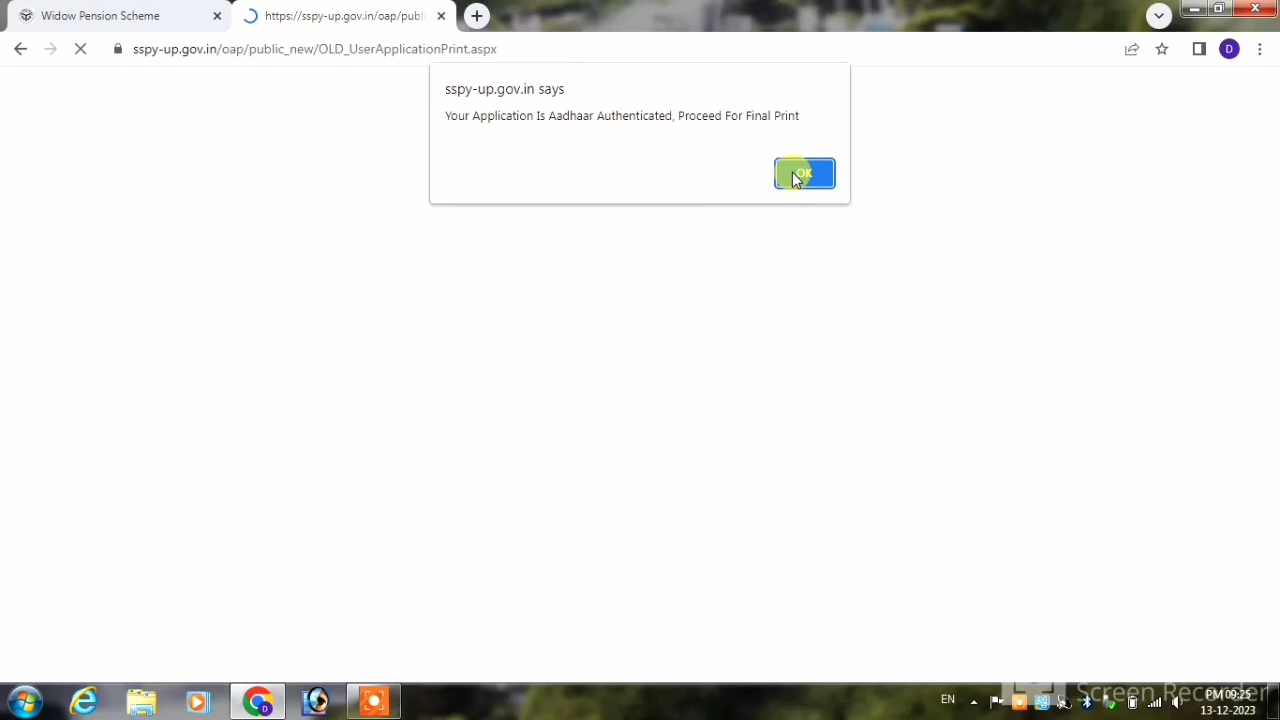 Widow Pension Scheme
https://sspy-up.gov.in/oap/publ
sspy-up.gov.in/oap/public_new/OLD_UserApplicationPrint.aspx
D
sspy-up.gov.in says
Your Application Is Aadhaar Authenticated, Proceed For Final Print
OK
EN
Screen Recorder
PM 09:25
13-12-2023